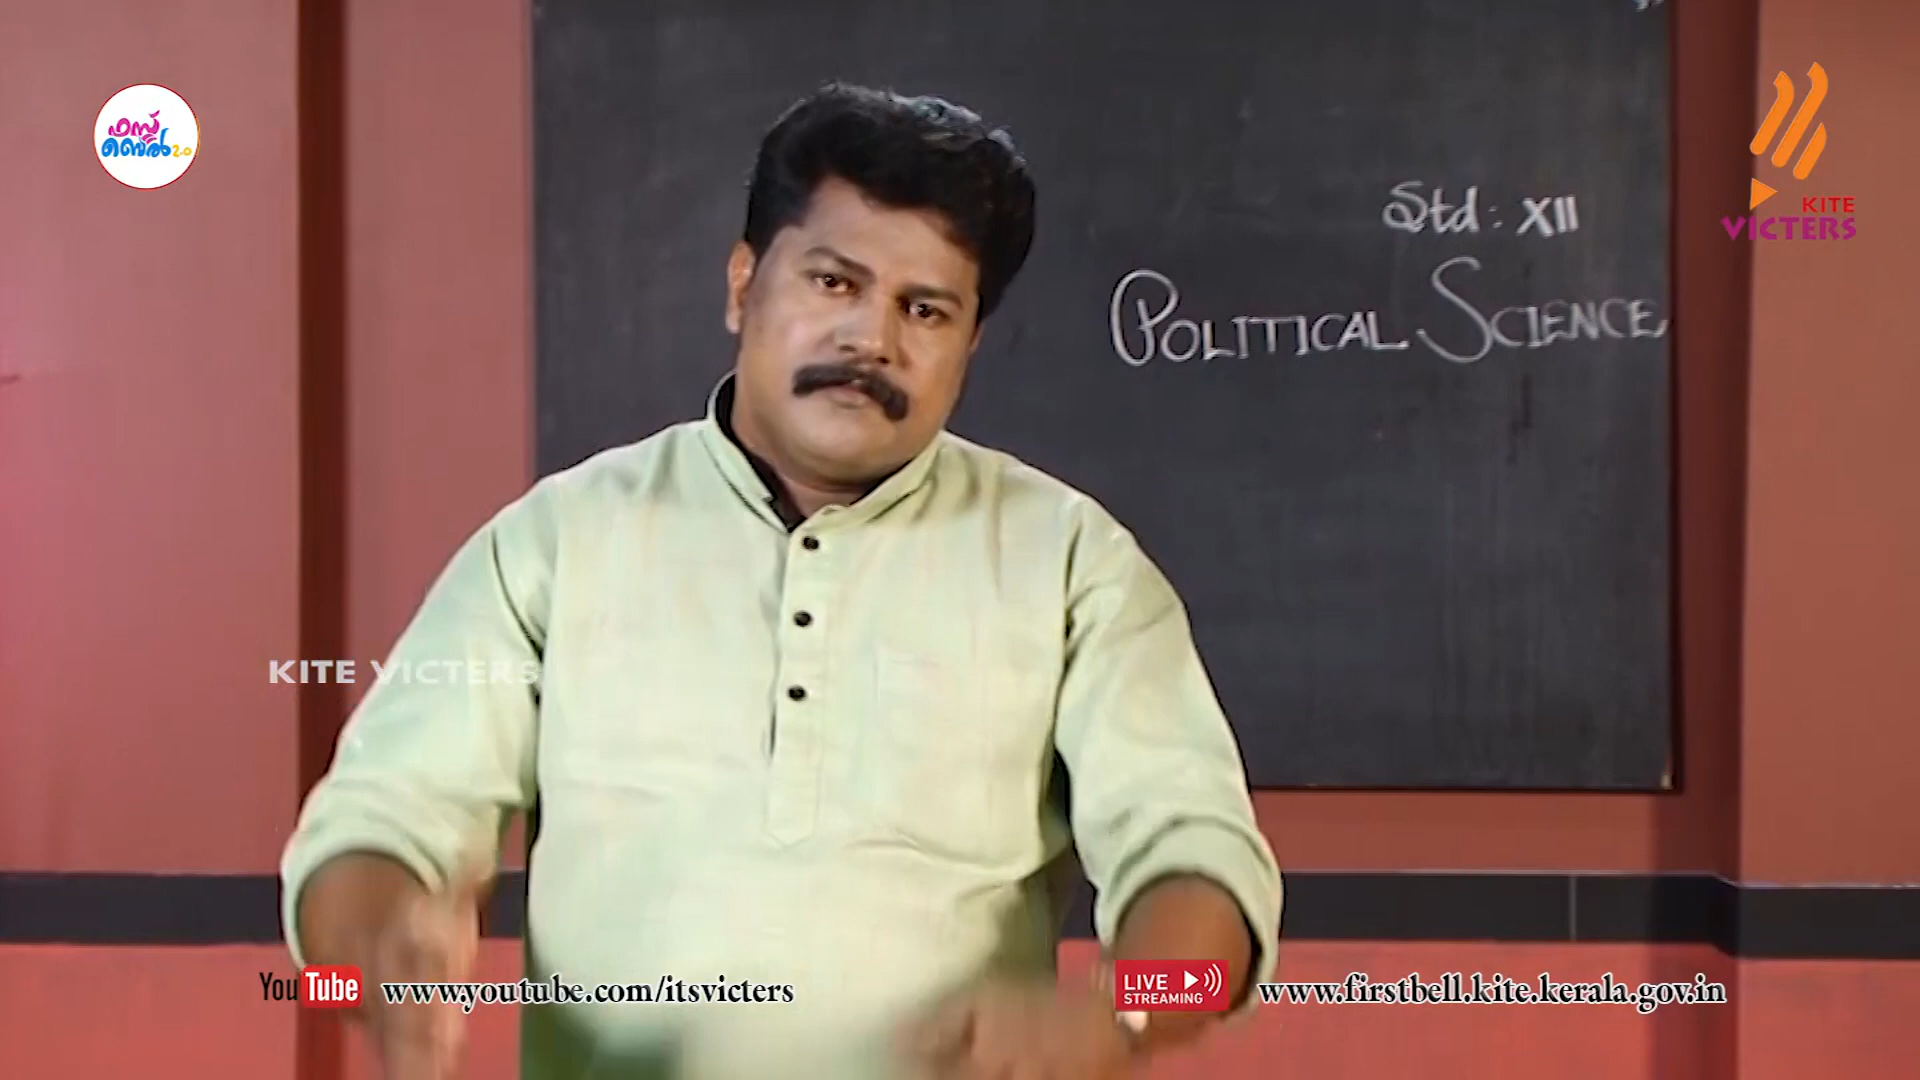 ഫസ്റ്റ്
ബെൽ 2.0
KITE
VICTERS
Std: XII
POLITICAL SCIENCE
KITE VICTERS
YouTube www.youtube.com/itsvicters
LIVE STREAMING www.firstbell.kite.kerala.gov.in